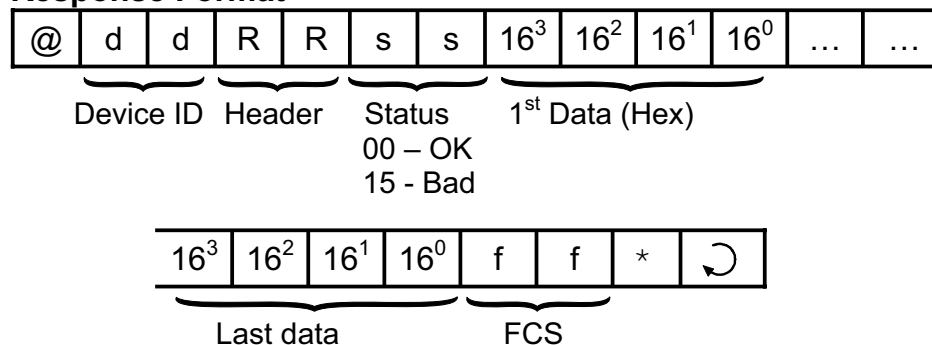 Response Format
@ d d R R s s 16³ 16² 16¹ 16⁰ … …
Device ID Header Status 1st Data (Hex)
00 – OK
15 - Bad
16³ 16² 16¹ 16⁰ f f *
Last data FCS